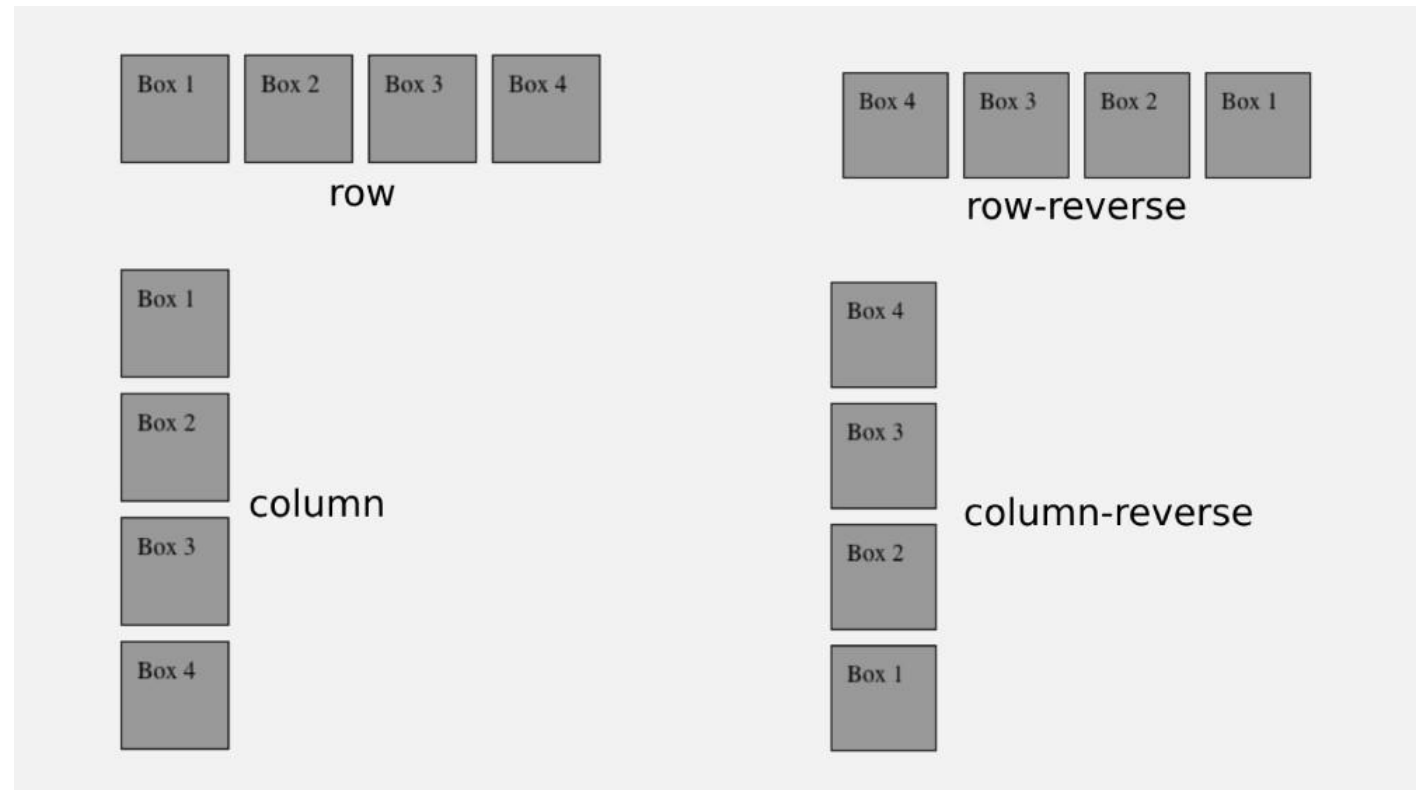 Box 1 Box 2 Box 3 Box 4
row
Box 4 Box 3 Box 2 Box 1
row-reverse
Box 1
Box 2
Box 3
Box 4
column
Box 4
Box 3
Box 2
Box 1
column-reverse